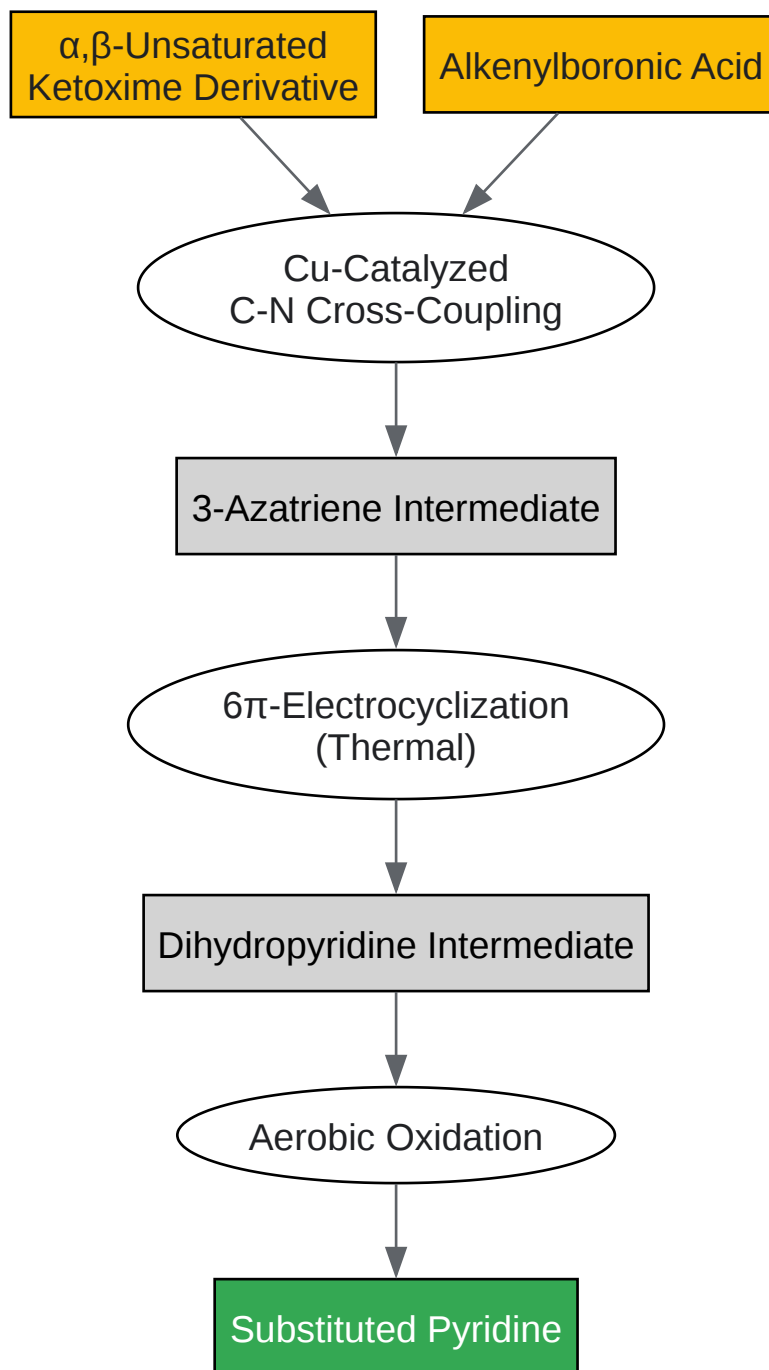 α,β-Unsaturated
Ketoxime Derivative
Alkenylboronic Acid
Cu-Catalyzed
C-N Cross-Coupling
3-Azatriene Intermediate
6π-Electrocyclization
(Thermal)
Dihydropyridine Intermediate
Aerobic Oxidation
Substituted Pyridine